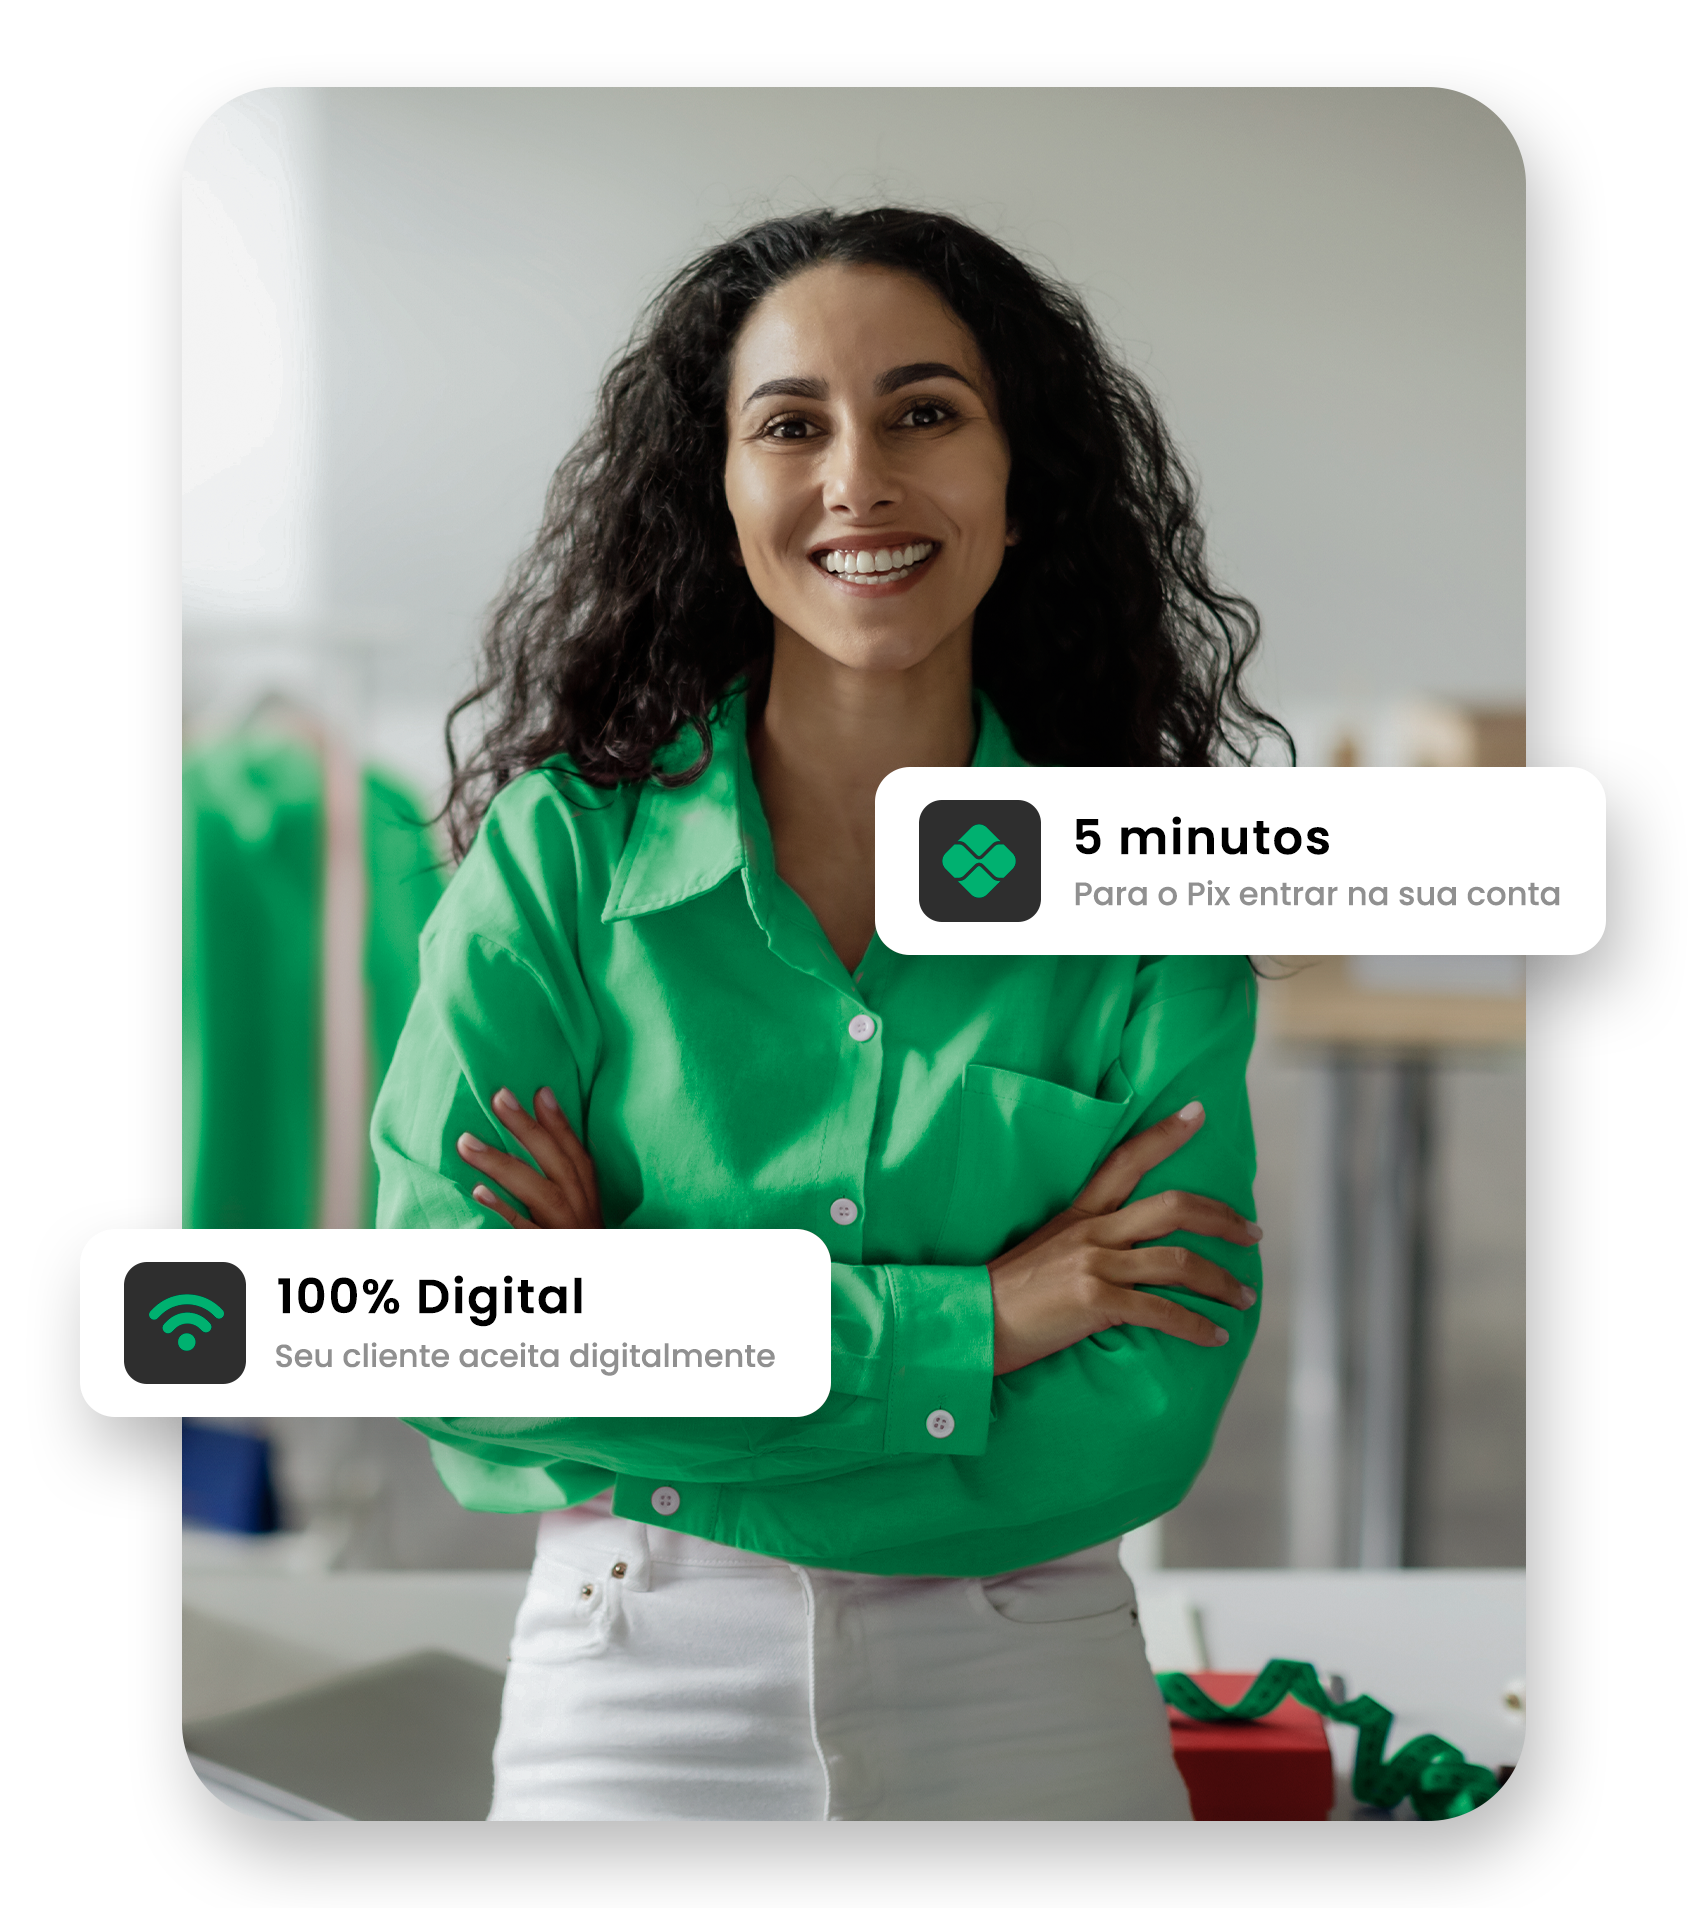 5 minutos
Para o Pix entrar na sua conta
100% Digital
Seu cliente aceita digitalmente